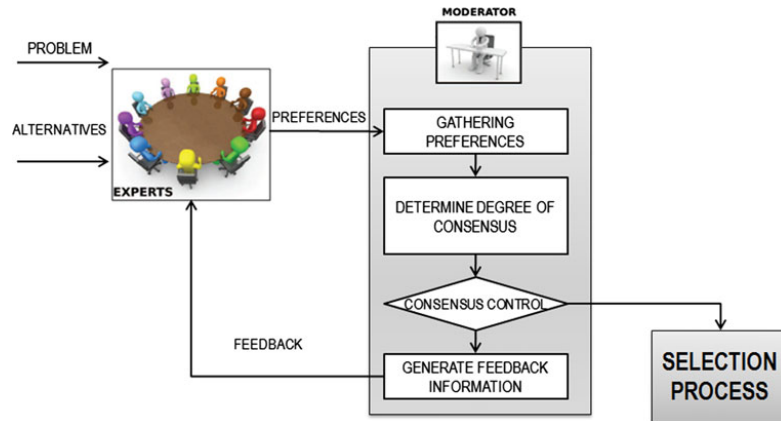 MODERATOR
PROBLEM
ALTERNATIVES
EXPERTS
PREFERENCES
GATHERING
PREFERENCES
DETERMINE DEGREE OF
CONSENSUS
CONSENSUS CONTROL
FEEDBACK
GENERATE FEEDBACK
INFORMATION
SELECTION
PROCESS